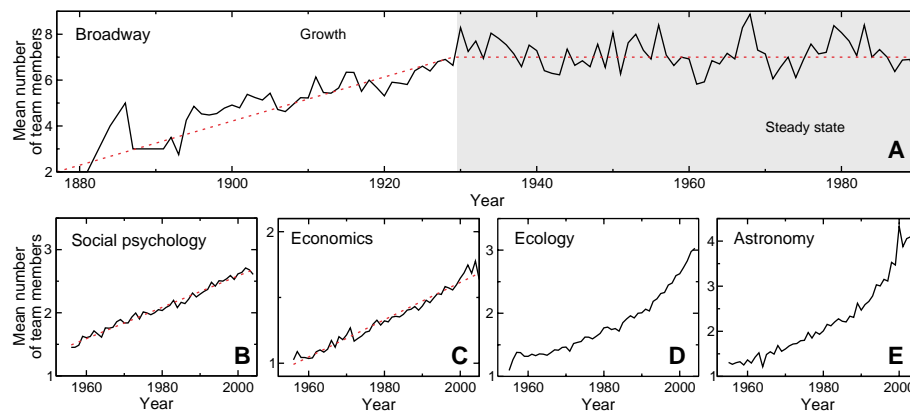 Broadway
Growth
Steady state
A
Mean number
of team members
2
4
6
8
1880
1900
1920
1940
1960
1980
Year
Social psychology
B
Mean number
of team members
1
2
3
1960
1980
2000
Year
Economics
C
1
2
1960
1980
2000
Year
Ecology
D
1
2
3
1960
1980
2000
Year
Astronomy
E
1
2
3
4
1960
1980
2000
Year